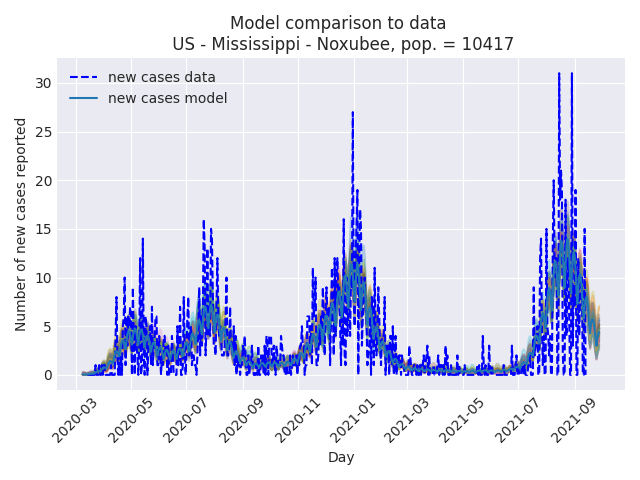 Model comparison to data
US - Mississippi - Noxubee, pop. = 10417
new cases data
new cases model
Number of new cases reported
30
25
20
15
10
5
0
2020-03
2020-05
2020-07
2020-09
2020-11
2021-01
2021-03
2021-05
2021-07
2021-09
Day